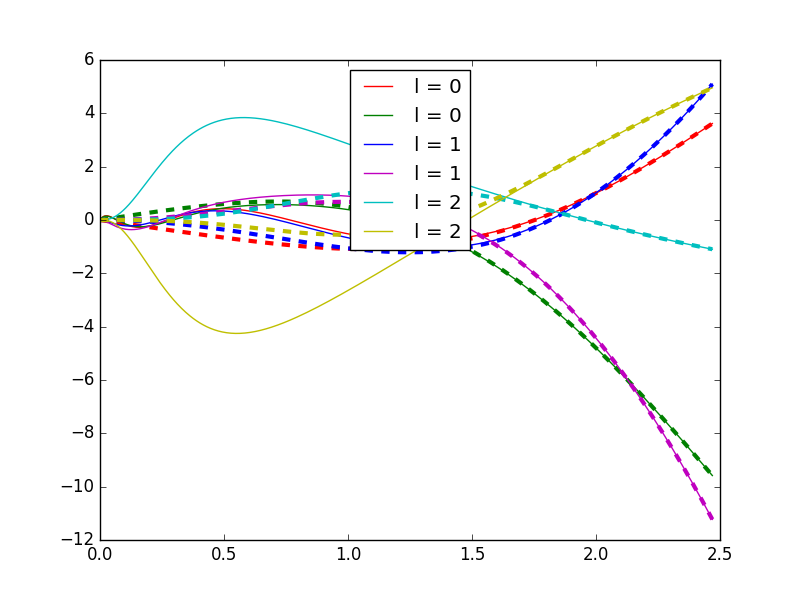 6
4
2
0
−2
−4
−6
−8
−10
−12
0.0 0.5 1.0 1.5 2.0 2.5
l = 0
l = 0
l = 1
l = 1
l = 2
l = 2